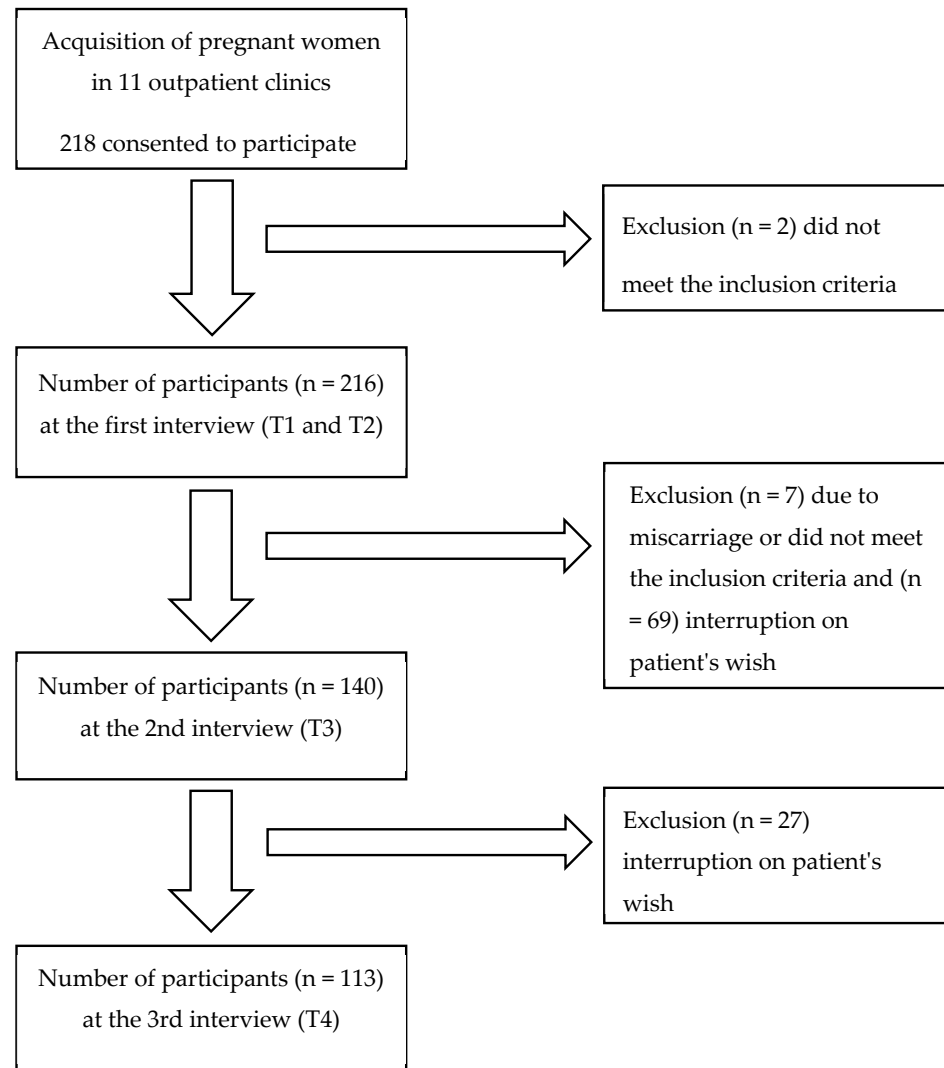 Acquisition of pregnant women
in 11 outpatient clinics
218 consented to participate
Exclusion (n = 2) did not
meet the inclusion criteria
Number of participants (n = 216)
at the first interview (T1 and T2)
Exclusion (n = 7) due to
miscarriage or did not meet
the inclusion criteria and (n
= 69) interruption on
patient's wish
Number of participants (n = 140)
at the 2nd interview (T3)
Exclusion (n = 27)
interruption on patient's
wish
Number of participants (n = 113)
at the 3rd interview (T4)